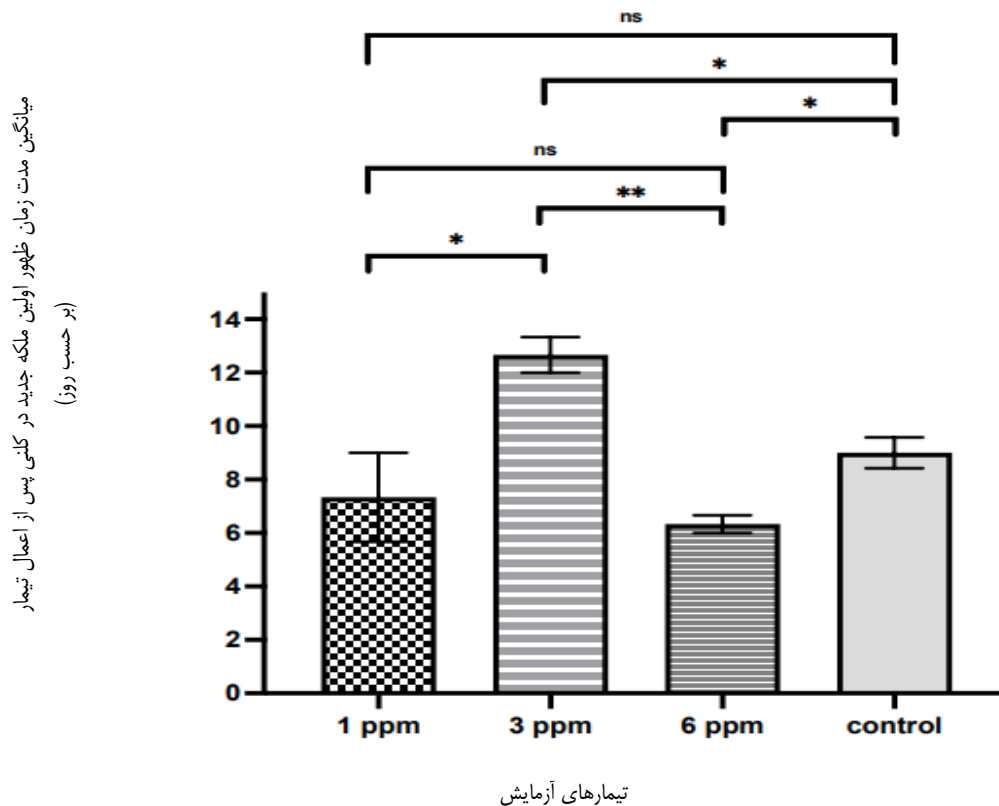 ns
*
*
ns
**
*
میانگین مدت زمان ظهور اولین ملکه جدید در کلنی پس از اعمال تیمار
(بر حسب روز)
14
12
10
8
6
4
2
0
1 ppm 3 ppm 6 ppm control
تیمارهای آزمایش